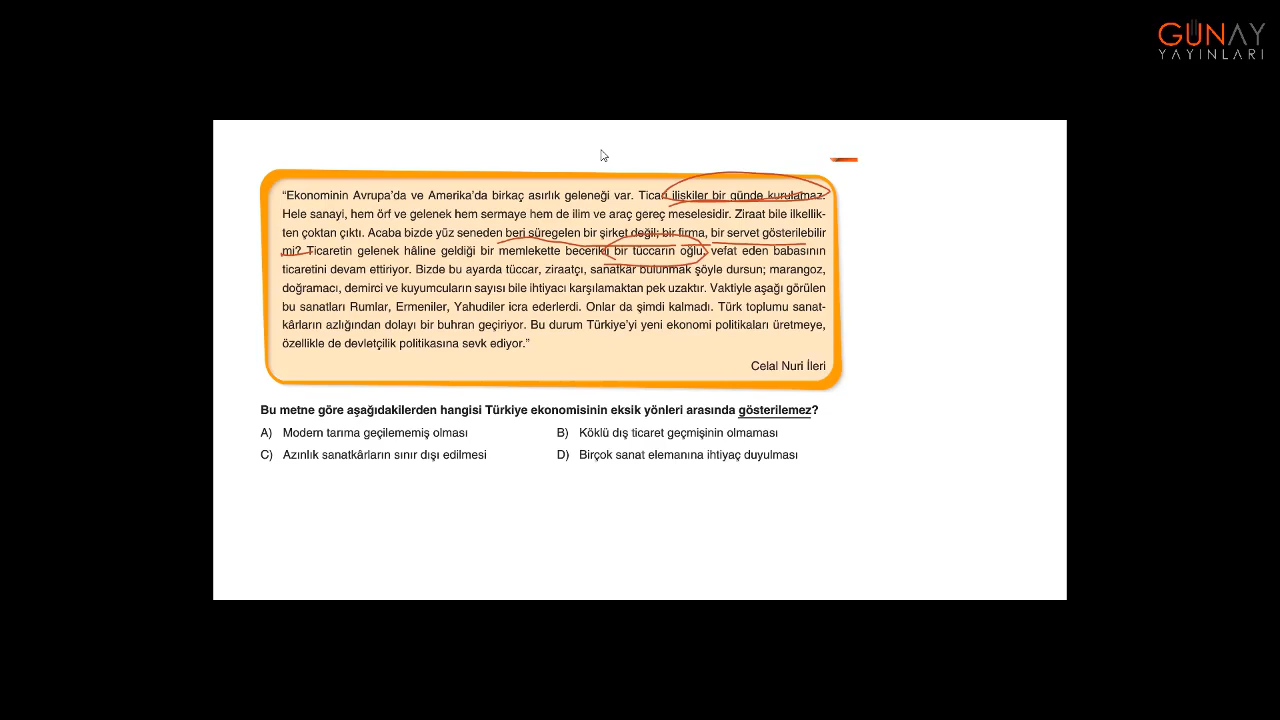 GÜNAY
YAYINLARI
“Ekonominin Avrupa’da ve Amerika’da birkaç asırlık geleneği var. Ticari ilişkiler bir günde kurulamaz.
Hele sanayi, hem örf ve gelenek hem sermaye hem de ilim ve araç gereç meselesidir. Ziraat bile ilkellik-
ten çoktan çıktı. Acaba bizde yüz seneden beri süregelen bir şirket değil; bir firma, bir servet gösterilebilir
mi? Ticaretin gelenek hâline geldiği bir memlekette becerikli bir tüccarın oğlu, vefat eden babasının
ticaretini devam ettiriyor. Bizde bu ayarda tüccar, ziraatçı, sanatkar bulunmak şöyle dursun; marangoz,
doğramacı, demirci ve kuyumcuların sayısı bile ihtiyacı karşılamaktan pek uzaktır. Vaktiyle aşağı görülen
bu sanatları Rumlar, Ermeniler, Yahudiler icra ederlerdi. Onlar da şimdi kalmadı. Türk toplumu sanat-
kârların azlığından dolayı bir buhran geçiriyor. Bu durum Türkiye’yi yeni ekonomi politikaları üretmeye,
özellikle de devletçilik politikasına sevk ediyor.”
Celal Nuri İleri
Bu metne göre aşağıdakilerden hangisi Türkiye ekonomisinin eksik yönleri arasında gösterilemez?
A) Modern tarıma geçilememiş olması B) Köklü dış ticaret geçmişinin olmaması
C) Azınlık sanatkârların sınır dışı edilmesi D) Birçok sanat elemanına ihtiyaç duyulması